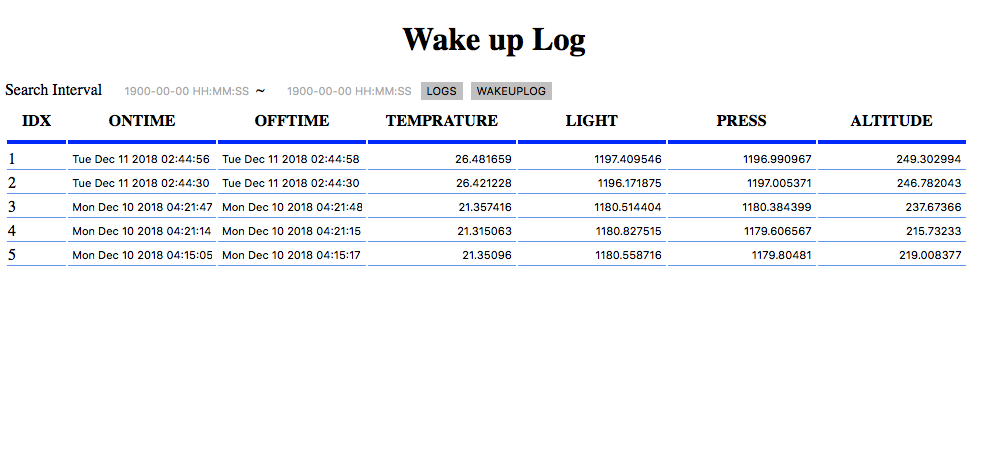 Wake up Log
Search Interval 1900-00-00 HH:MM:SS ~ 1900-00-00 HH:MM:SS LOGS WAKEUPLOG
IDX ONTIME OFFTIME TEMPRATURE LIGHT PRESS ALTITUDE
1 Tue Dec 11 2018 02:44:56 Tue Dec 11 2018 02:44:58 26.481659 1197.409546 1196.990967 249.302994
2 Tue Dec 11 2018 02:44:30 Tue Dec 11 2018 02:44:30 26.421228 1196.171875 1197.005371 246.782043
3 Mon Dec 10 2018 04:21:47 Mon Dec 10 2018 04:21:48 21.357416 1180.514404 1180.384399 237.67366
4 Mon Dec 10 2018 04:21:14 Mon Dec 10 2018 04:21:15 21.315063 1180.827515 1179.606567 215.73233
5 Mon Dec 10 2018 04:15:05 Mon Dec 10 2018 04:15:17 21.35096 1180.558716 1179.80481 219.008377